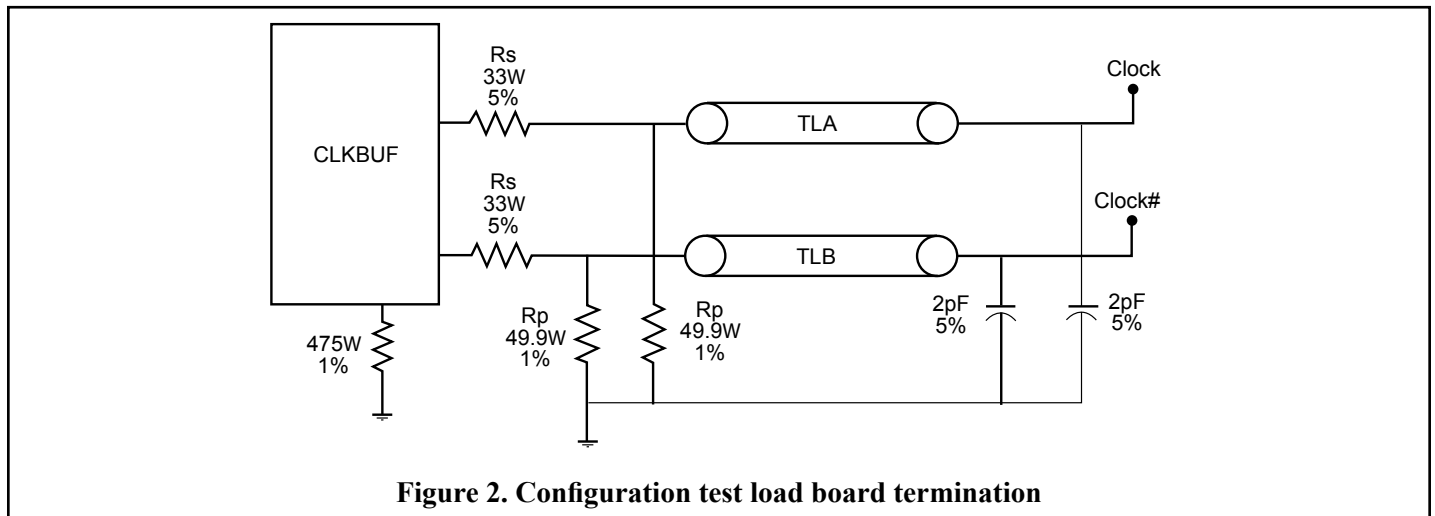 Rs
33W
5%
Clock
TLA
CLKBUF
Rs
33W
5%
Clock#
TLB
475W
1%
Rp
49.9W
1%
Rp
49.9W
1%
2pF
5%
2pF
5%
Figure 2. Configuration test load board termination